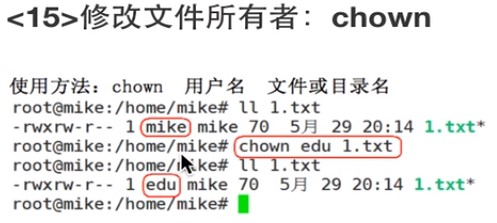 <15>修改文件所有者：chown
使用方法：chown 用户名 文件或目录名
root@mike:/home/mike# ll 1.txt
-rwxrw-r-- 1 mike mike 70 5月 29 20:14 1.txt*
root@mike:/home/mike# chown edu 1.txt
root@mike:/home/mike# ll 1.txt
-rwxrw-r-- 1 edu mike 70 5月 29 20:14 1.txt*
root@mike:/home/mike#